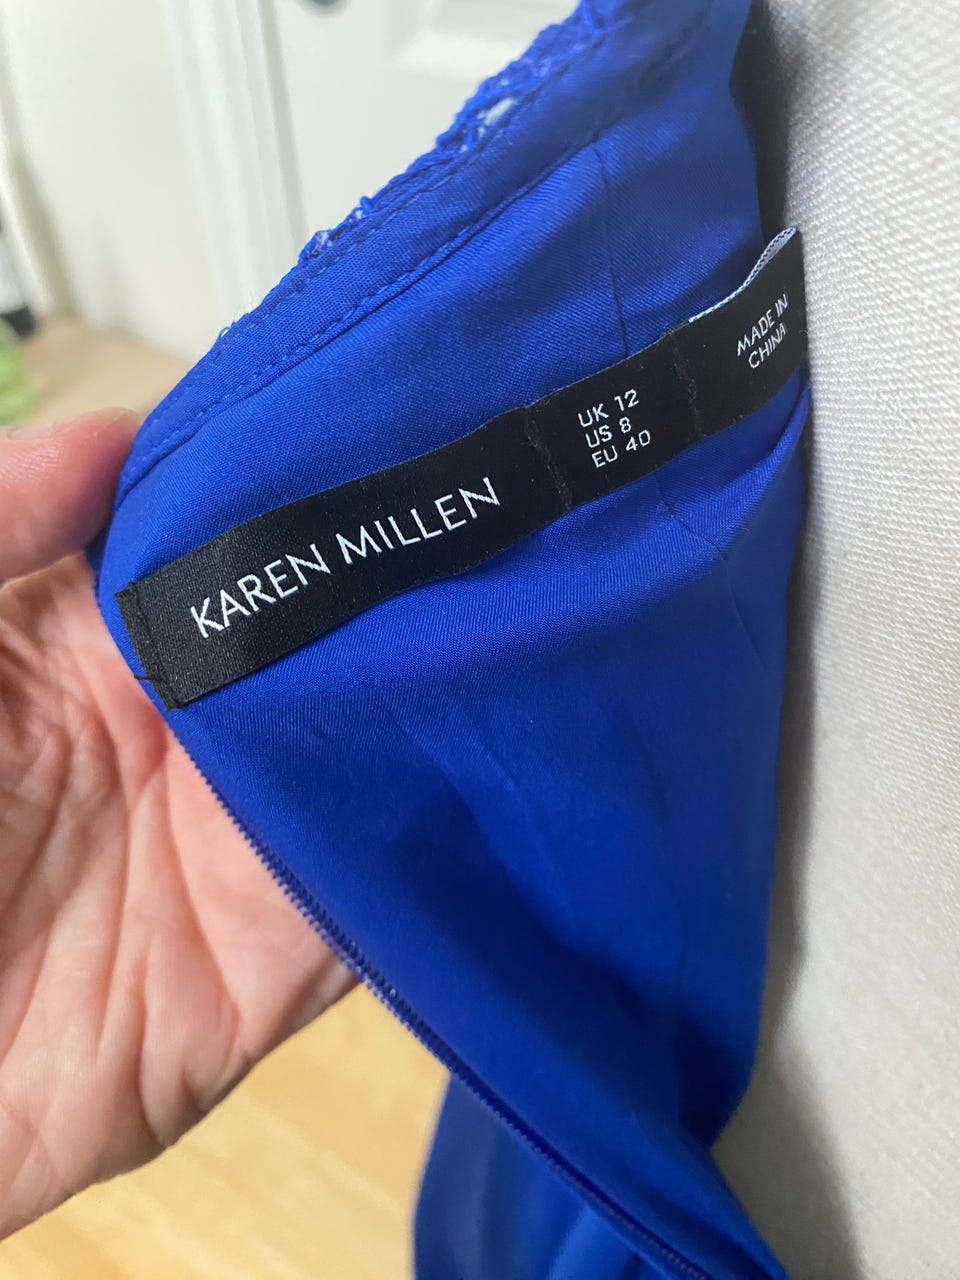 KAREN MILLEN
UK 12
US 8
EU 40
MADE IN
CHINA